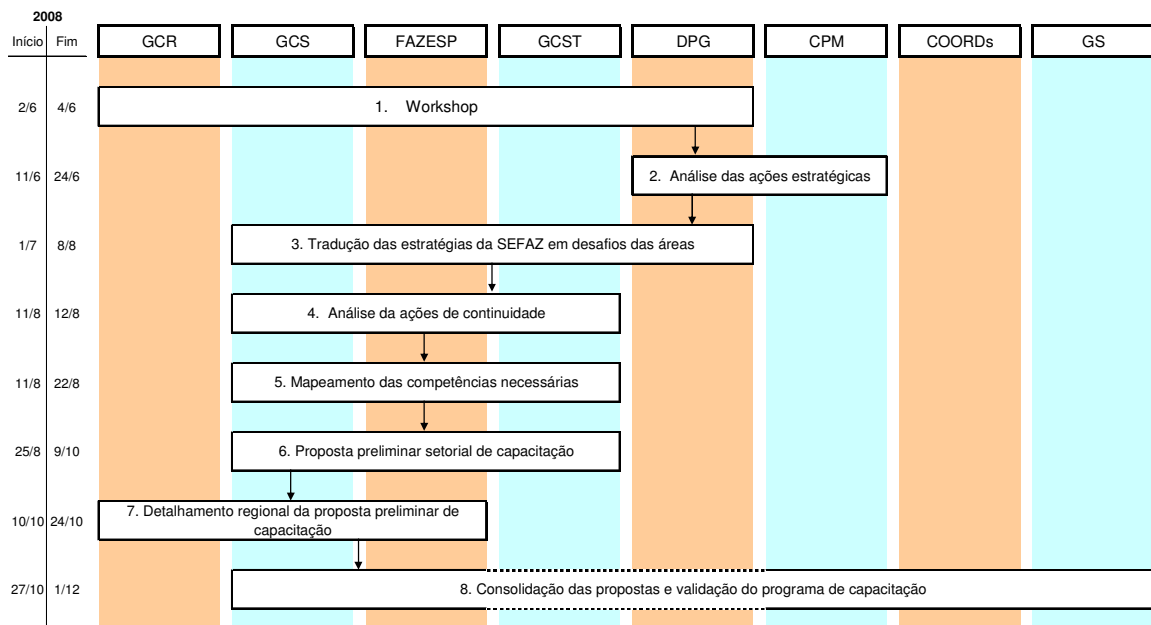 2008
Início Fim GCR GCS FAZESP GCST DPG CPM COORDs GS
2/6 4/6 1. Workshop
11/6 24/6 2. Análise das ações estratégicas
1/7 8/8 3. Tradução das estratégias da SEFAZ em desafios das áreas
11/8 12/8 4. Análise da ações de continuidade
11/8 22/8 5. Mapeamento das competências necessárias
25/8 9/10 6. Proposta preliminar setorial de capacitação
10/10 24/10 7. Detalhamento regional da proposta preliminar de
capacitação
27/10 1/12 8. Consolidação das propostas e validação do programa de capacitação